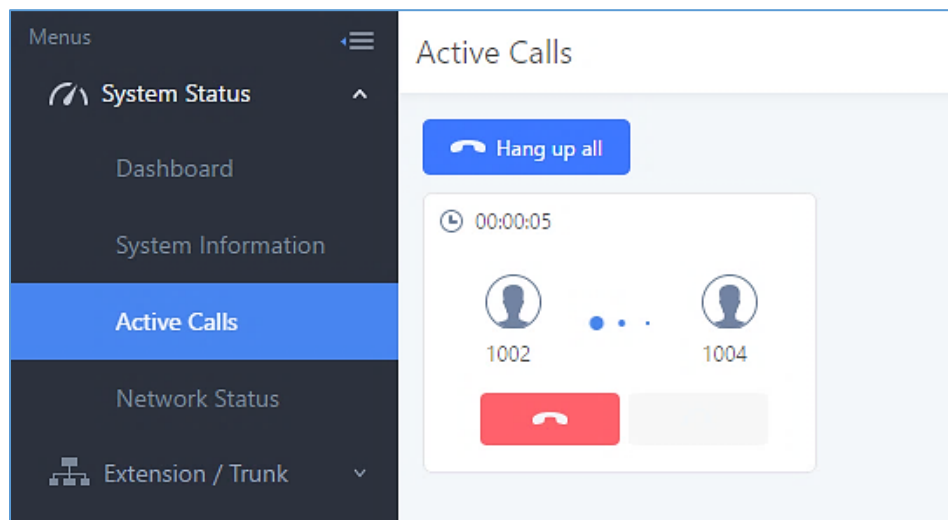 Menus
System Status
Dashboard
System Information
Active Calls
Network Status
Extension / Trunk
Active Calls
Hang up all
00:00:05
1002
1004